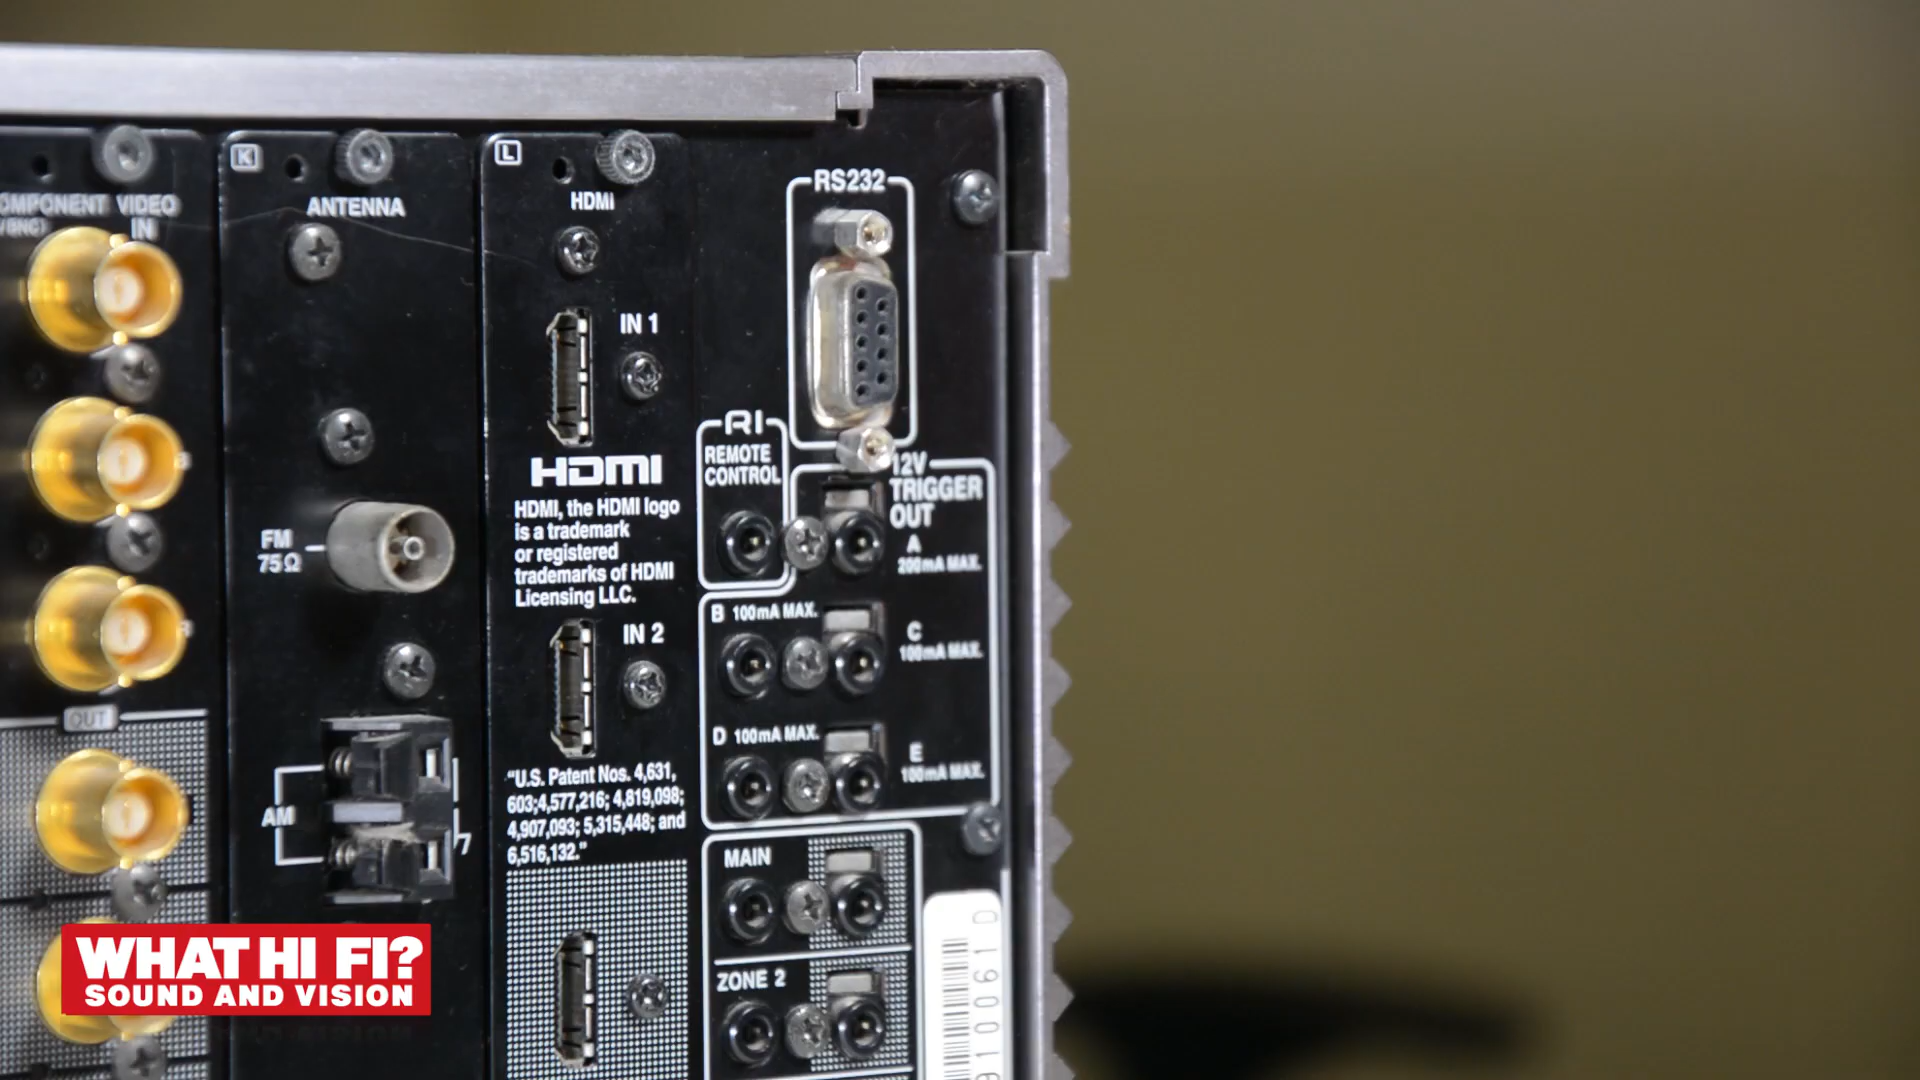 COMPONENT VIDEO
(BNC)
IN
OUT
K
ANTENNA
FM
75Ω
AM
L
HDMI
IN 1
HDMI
HDMI, the HDMI logo
is a trademark
or registered
trademarks of HDMI
Licensing LLC.
IN 2
"U.S. Patent Nos. 4,631,
603;4,577,216; 4,819,098;
4,907,093; 5,315,448; and
6,516,132."
RS232
RI
REMOTE
CONTROL
12V
TRIGGER
OUT
A
200mA MAX.
B 100mA MAX.
C
100mA MAX.
D 100mA MAX.
E
100mA MAX.
MAIN
ZONE 2
910061D
WHAT HI FI?
SOUND AND VISION